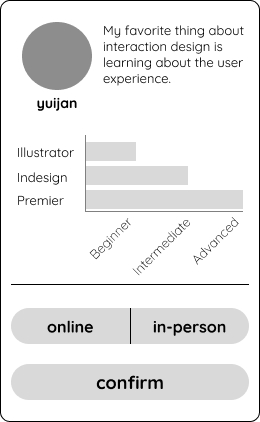 My favorite thing about
interaction design is
learning about the user
experience.
yuijan
Illustrator
Indesign
Premier
Beginner
Intermediate
Advanced
online
in-person
confirm